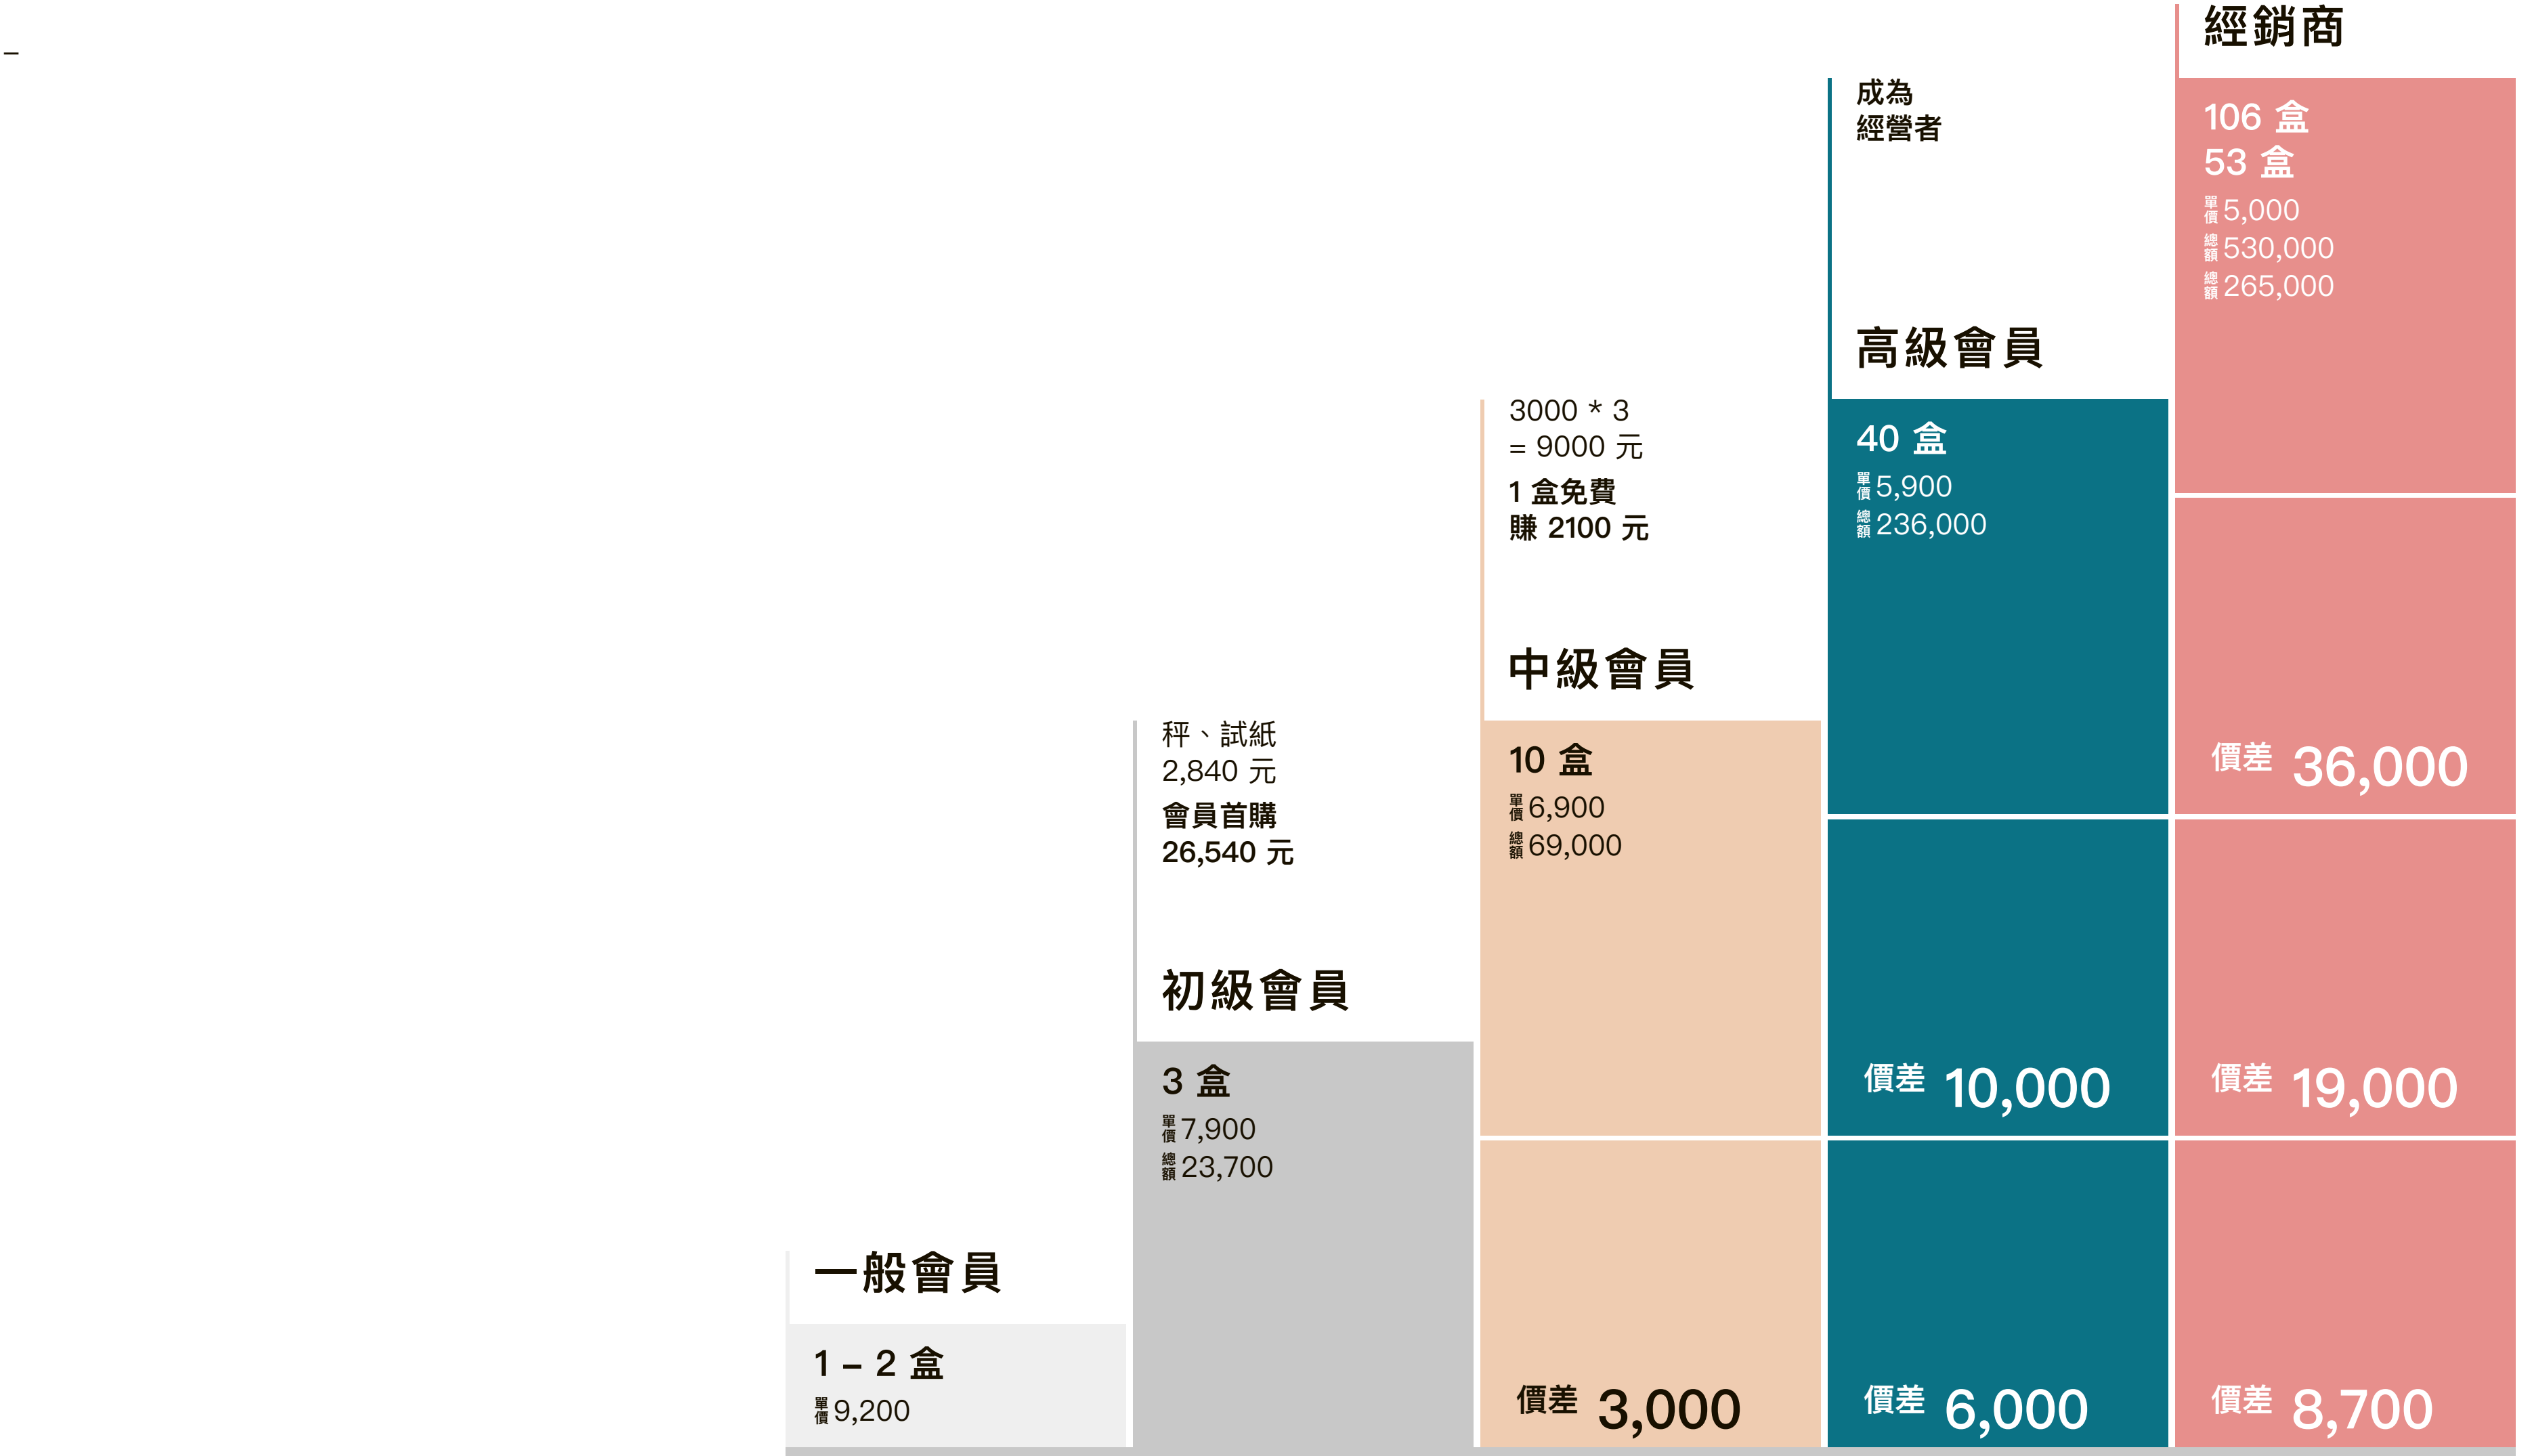 –
一般會員
1 – 2 盒
單價 9,200
秤、試紙
2,840 元
會員首購
26,540 元
初級會員
3 盒
單價 7,900
總額 23,700
3000 * 3
= 9000 元
1 盒免費
賺 2100 元
中級會員
10 盒
單價 6,900
總額 69,000
價差 3,000
成為
經營者
高級會員
40 盒
單價 5,900
總額 236,000
價差 10,000
價差 6,000
經銷商
106 盒
53 盒
單價 5,000
總額 530,000
總額 265,000
價差 36,000
價差 19,000
價差 8,700